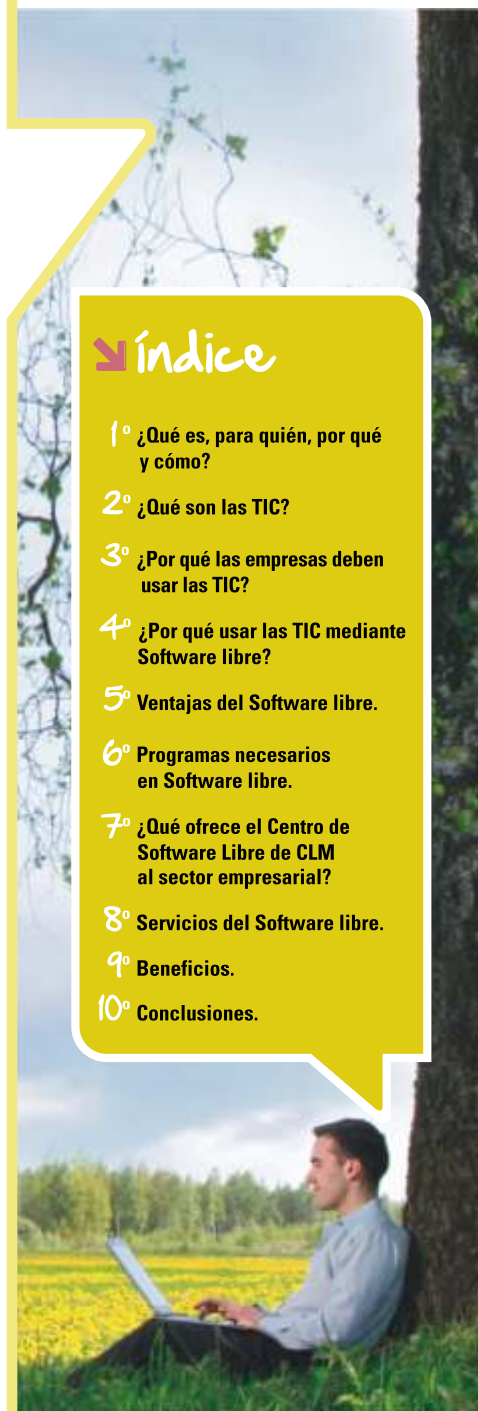 índice
1º ¿Qué es, para quién, por qué
y cómo?
2º ¿Qué son las TIC?
3º ¿Por qué las empresas deben
usar las TIC?
4º ¿Por qué usar las TIC mediante
Software libre?
5º Ventajas del Software libre.
6º Programas necesarios
en Software libre.
7º ¿Qué ofrece el Centro de
Software Libre de CLM
al sector empresarial?
8º Servicios del Software libre.
9º Beneficios.
10º Conclusiones.